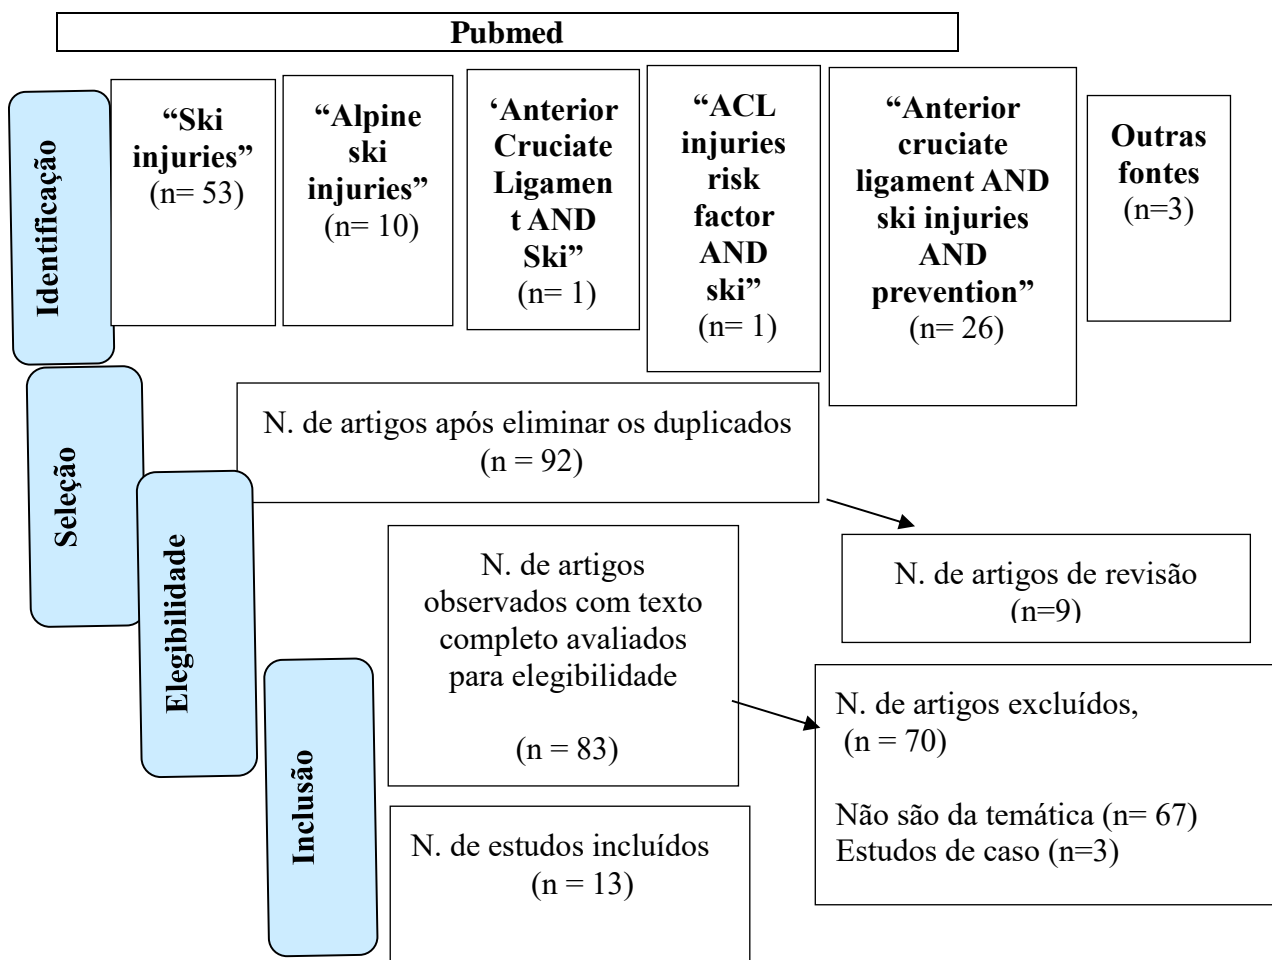 Pubmed
Identificação
“Ski
injuries”
(n= 53)
“Alpine
ski
injuries”
(n= 10)
‘Anterior
Cruciate
Ligamen
t AND
Ski”
(n= 1)
“ACL
injuries
risk
factor
AND
ski”
(n= 1)
“Anterior
cruciate
ligament AND
ski injuries
AND
prevention”
(n= 26)
Outras
fontes
(n=3)
Seleção
N. de artigos após eliminar os duplicados
(n = 92)
N. de artigos de revisão
(n=9)
Elegibilidade
N. de artigos
observados com texto
completo avaliados
para elegibilidade
(n = 83)
N. de artigos excluídos,
(n = 70)
Não são da temática (n= 67)
Estudos de caso (n=3)
Inclusão
N. de estudos incluídos
(n = 13)